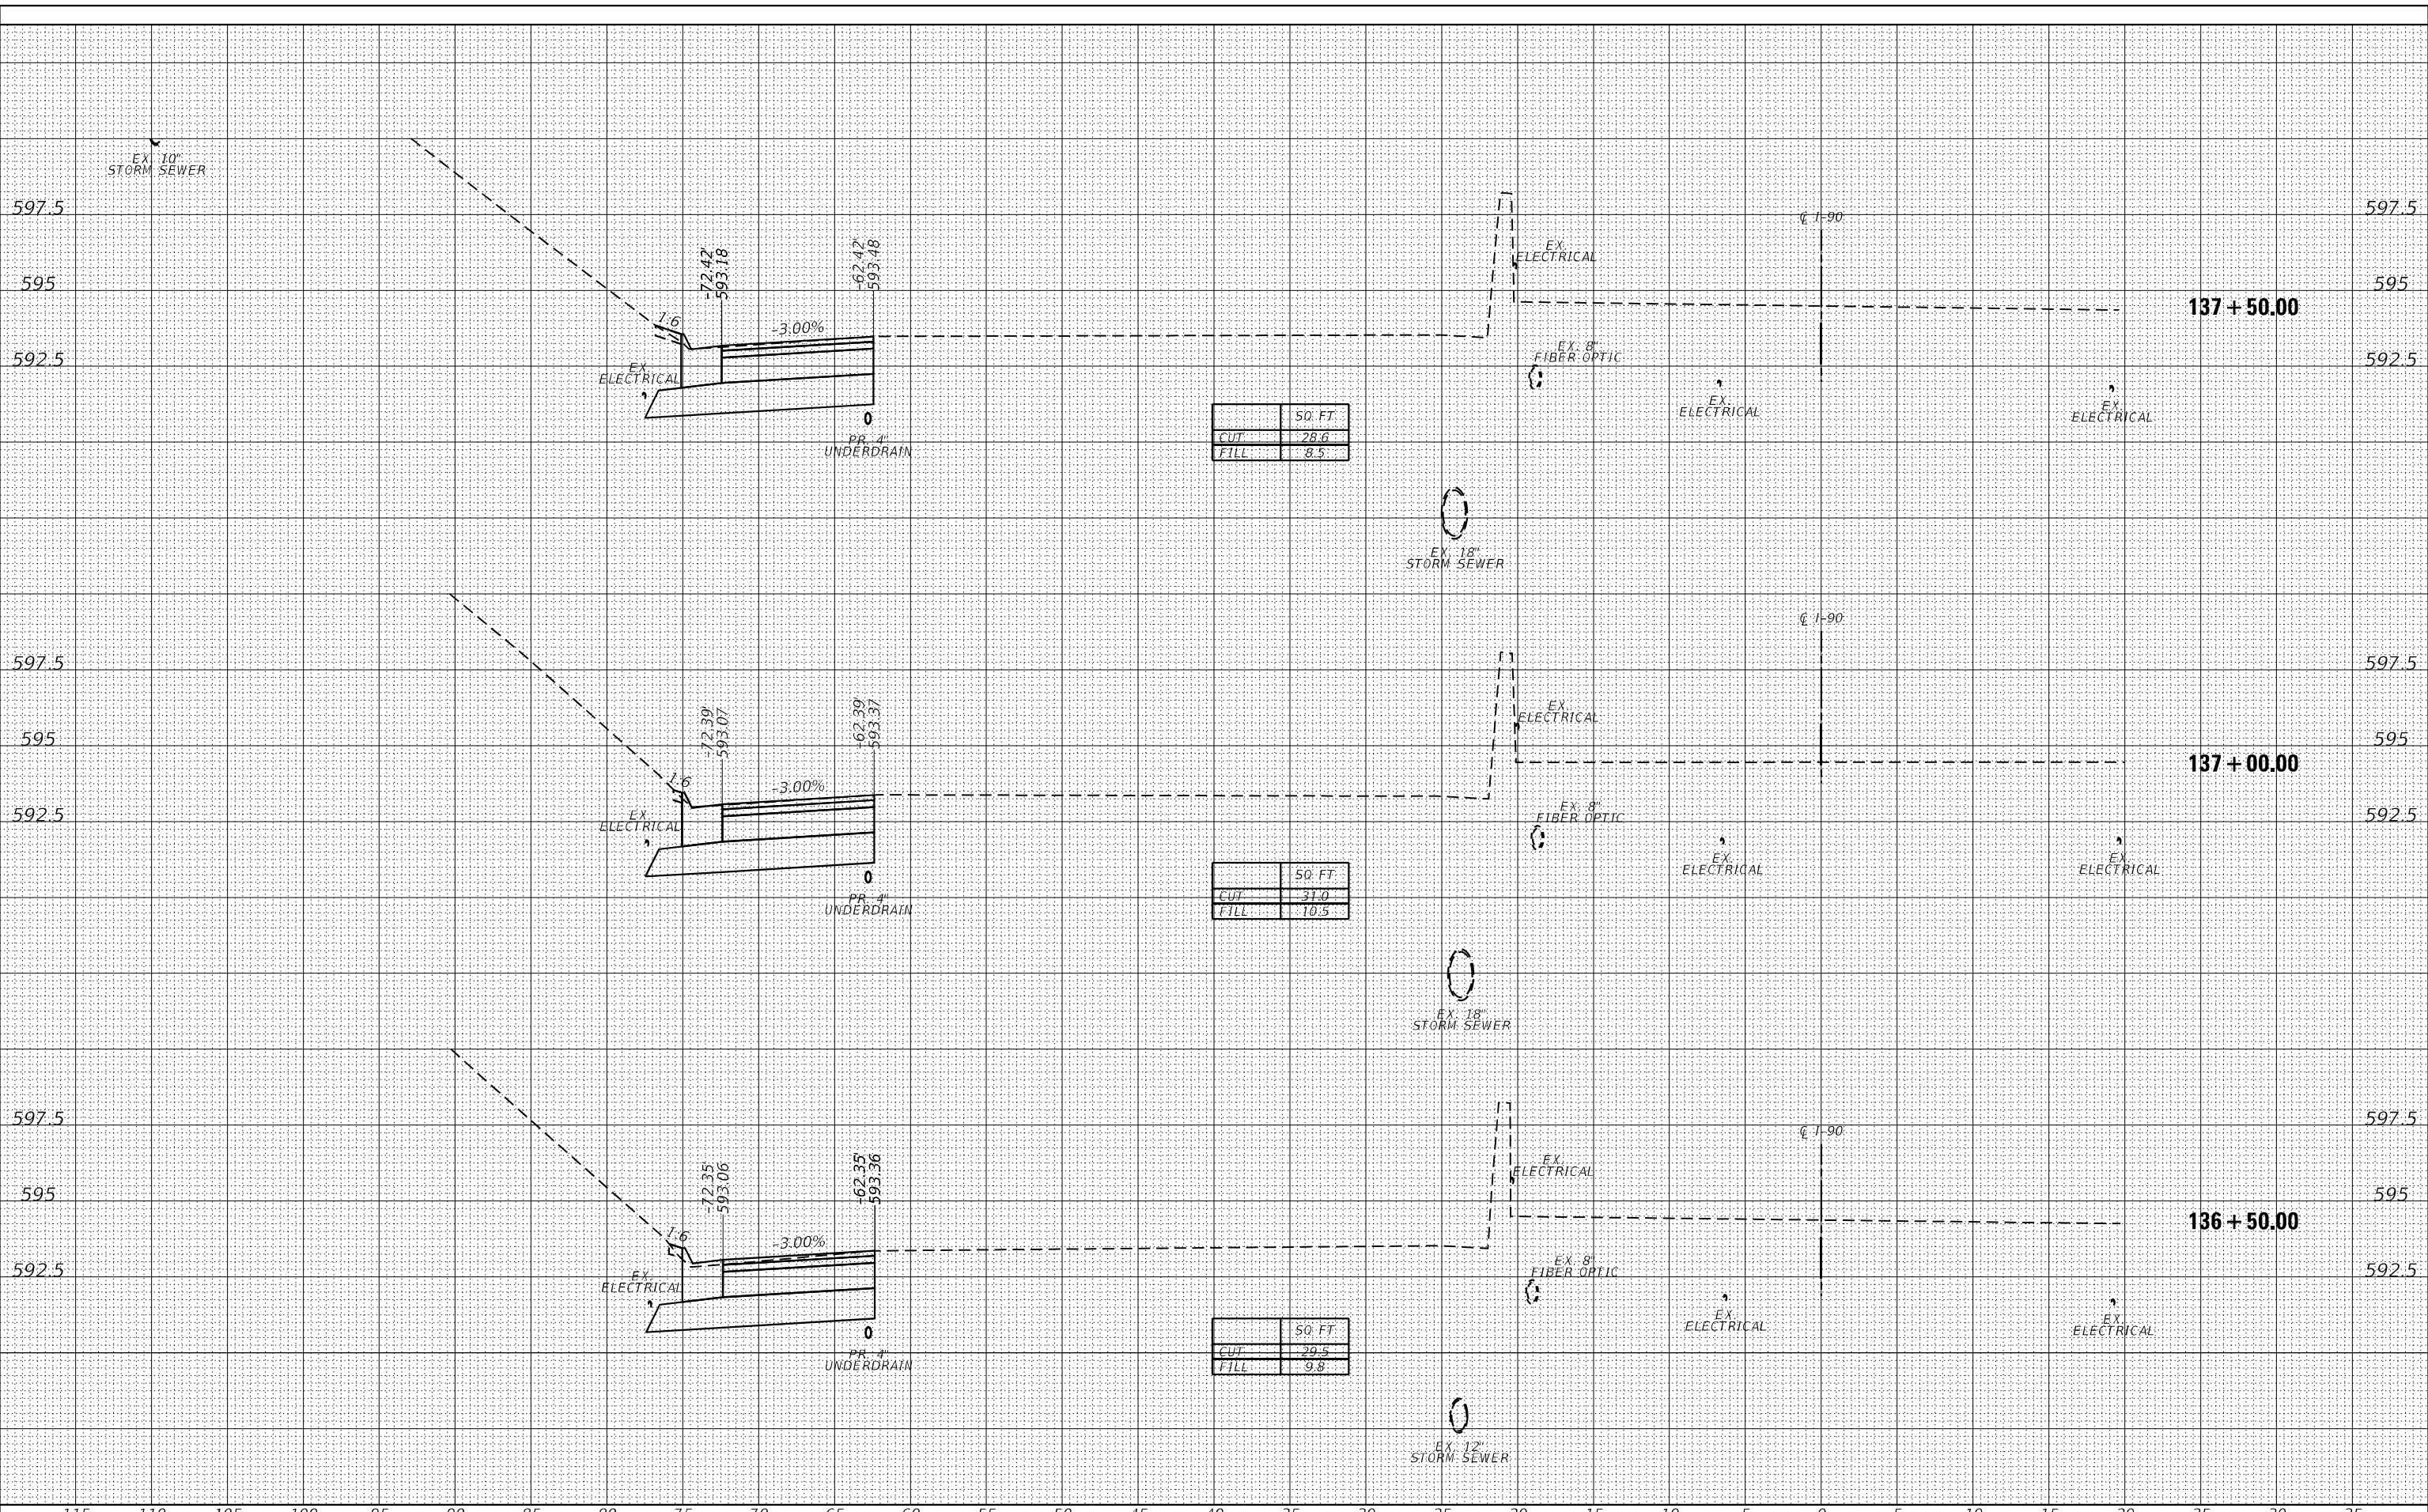 EX. 10"
STORM SEWER
597.5
597.5
℄ I-90
-72.42'
593.18
-62.42'
593.48
EX.
ELECTRICAL
595
595
137+50.00
1:6
-3.00%
592.5
592.5
EX.
ELECTRICAL
EX. 8"
FIBER OPTIC
EX.
ELECTRICAL
EX.
ELECTRICAL
SQ FT
CUT 28.6
FILL 8.5
PR. 4"
UNDERDRAIN
EX. 18"
STORM SEWER
℄ I-90
597.5
597.5
-72.39'
593.07
-62.39'
593.37
EX.
ELECTRICAL
595
595
137+00.00
1:6
-3.00%
592.5
592.5
EX.
ELECTRICAL
EX. 8"
FIBER OPTIC
EX.
ELECTRICAL
EX.
ELECTRICAL
SQ FT
CUT 31.0
FILL 10.5
PR. 4"
UNDERDRAIN
EX. 18"
STORM SEWER
597.5
597.5
℄ I-90
-72.35'
593.06
-62.35'
593.36
EX.
ELECTRICAL
595
595
136+50.00
1:6
-3.00%
592.5
592.5
EX.
ELECTRICAL
EX. 8"
FIBER OPTIC
EX.
ELECTRICAL
EX.
ELECTRICAL
SQ FT
CUT 29.5
FILL 9.8
PR. 4"
UNDERDRAIN
EX. 12"
STORM SEWER